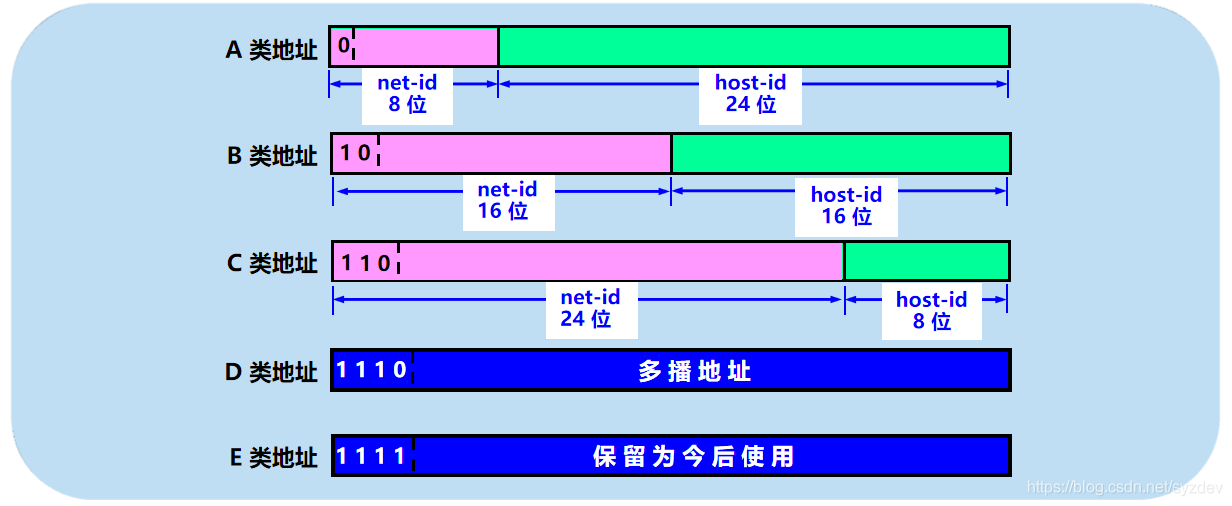 A 类地址
0
net-id
8 位
host-id
24 位
B 类地址
1 0
net-id
16 位
host-id
16 位
C 类地址
1 1 0
net-id
24 位
host-id
8 位
D 类地址
1 1 1 0
多播地址
E 类地址
1 1 1 1
保留为今后使用
https://blog.csdn.net/syzdev